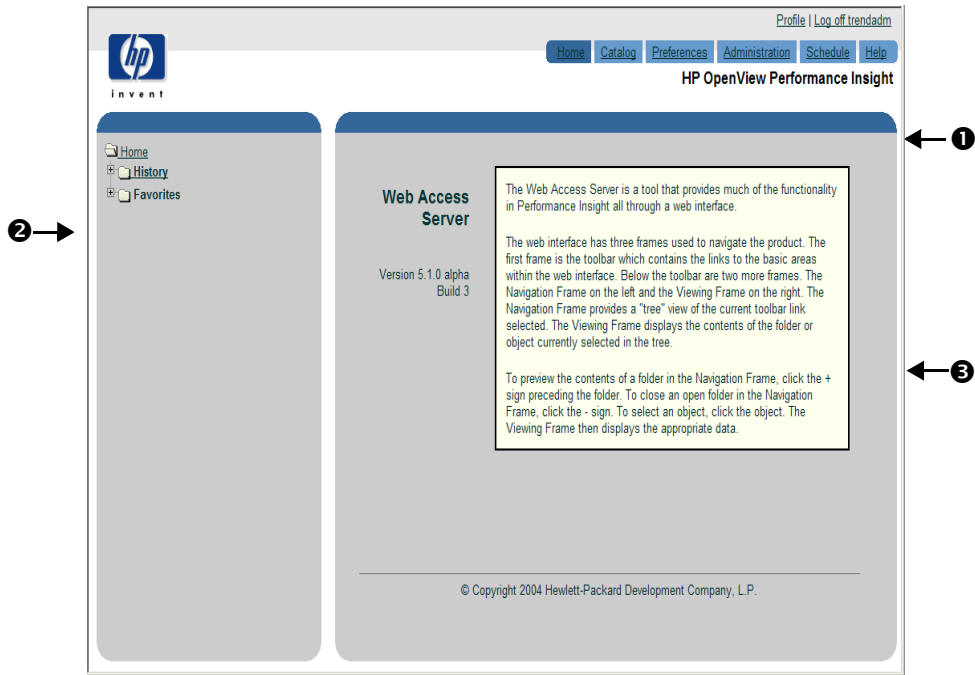 Profile | Log off trendadm
hp
invent
Home Catalog Preferences Administration Schedule Help
HP OpenView Performance Insight
❶
Home
History
Favorites
❷
Web Access
Server
Version 5.1.0 alpha
Build 3
The Web Access Server is a tool that provides much of the functionality
in Performance Insight all through a web interface.
The web interface has three frames used to navigate the product. The
first frame is the toolbar which contains the links to the basic areas
within the web interface. Below the toolbar are two more frames. The
Navigation Frame on the left and the Viewing Frame on the right. The
Navigation Frame provides a "tree" view of the current toolbar link
selected. The Viewing Frame displays the contents of the folder or
object currently selected in the tree.
To preview the contents of a folder in the Navigation Frame, click the +
sign preceding the folder. To close an open folder in the Navigation
Frame, click the - sign. To select an object, click the object. The
Viewing Frame then displays the appropriate data.
❸
© Copyright 2004 Hewlett-Packard Development Company, L.P.